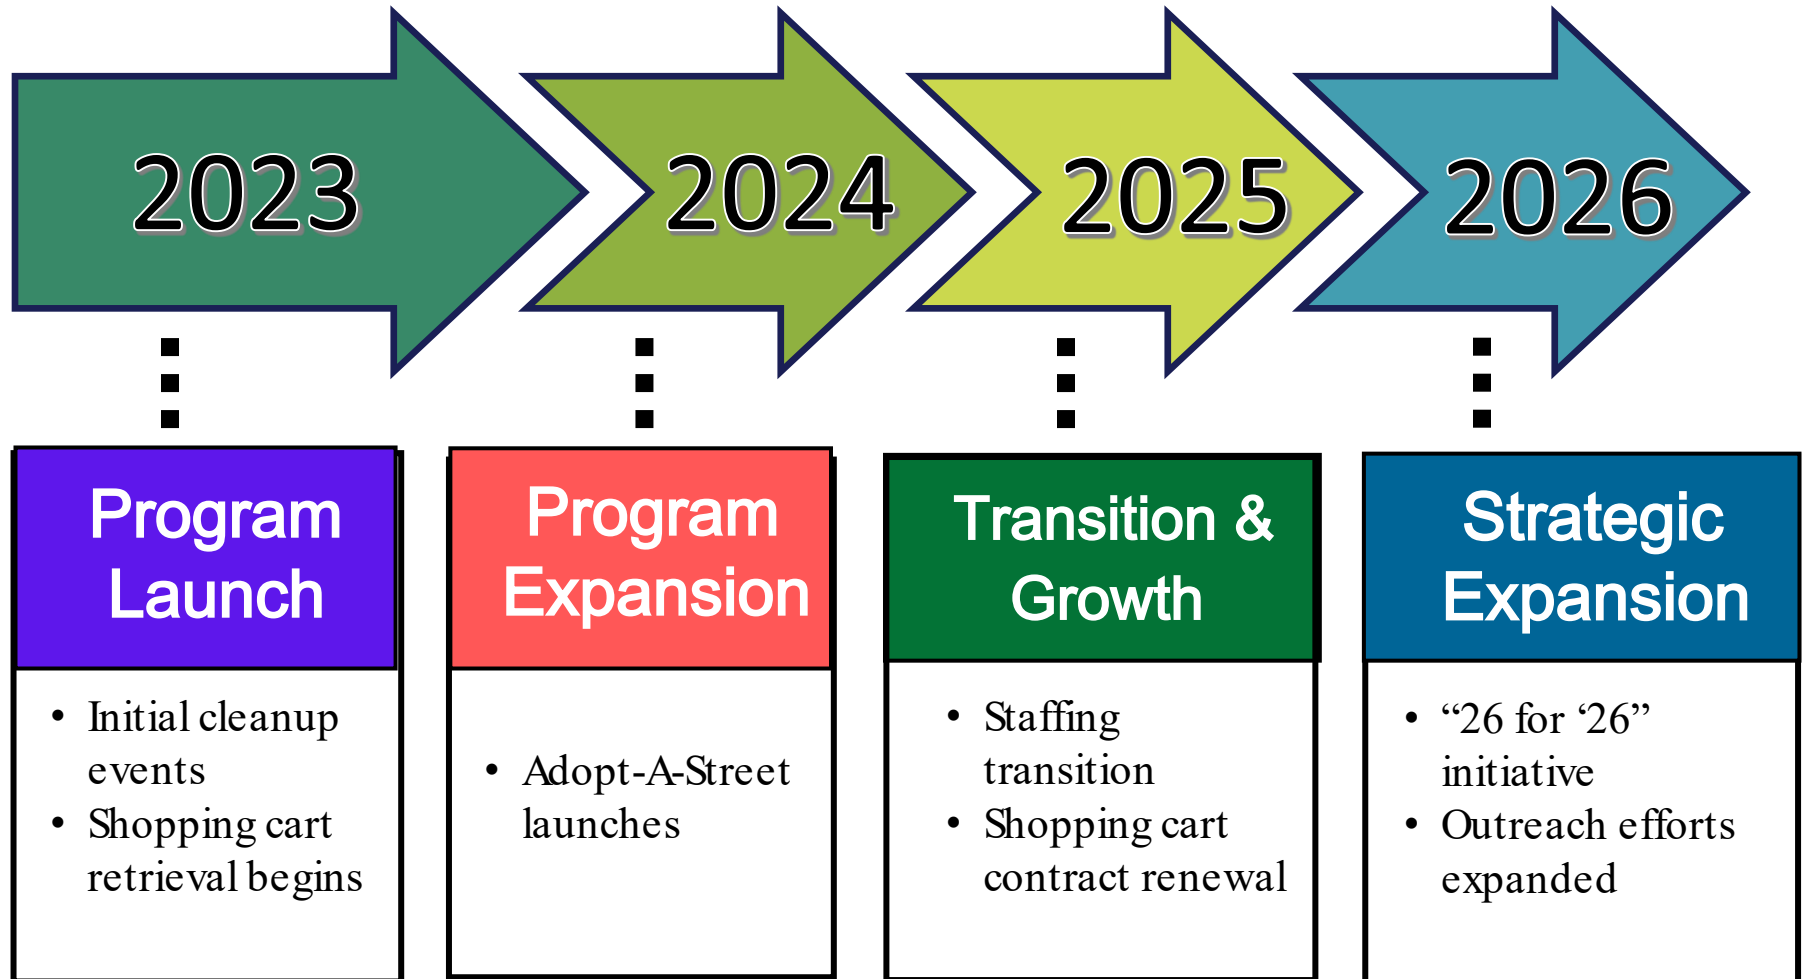 2023
2024
2025
2026
Program
Launch
• Initial cleanup
events
• Shopping cart
retrieval begins
Program
Expansion
• Adopt-A-Street
launches
Transition &
Growth
• Staffing
transition
• Shopping cart
contract renewal
Strategic
Expansion
• “26 for ‘26”
initiative
• Outreach efforts
expanded